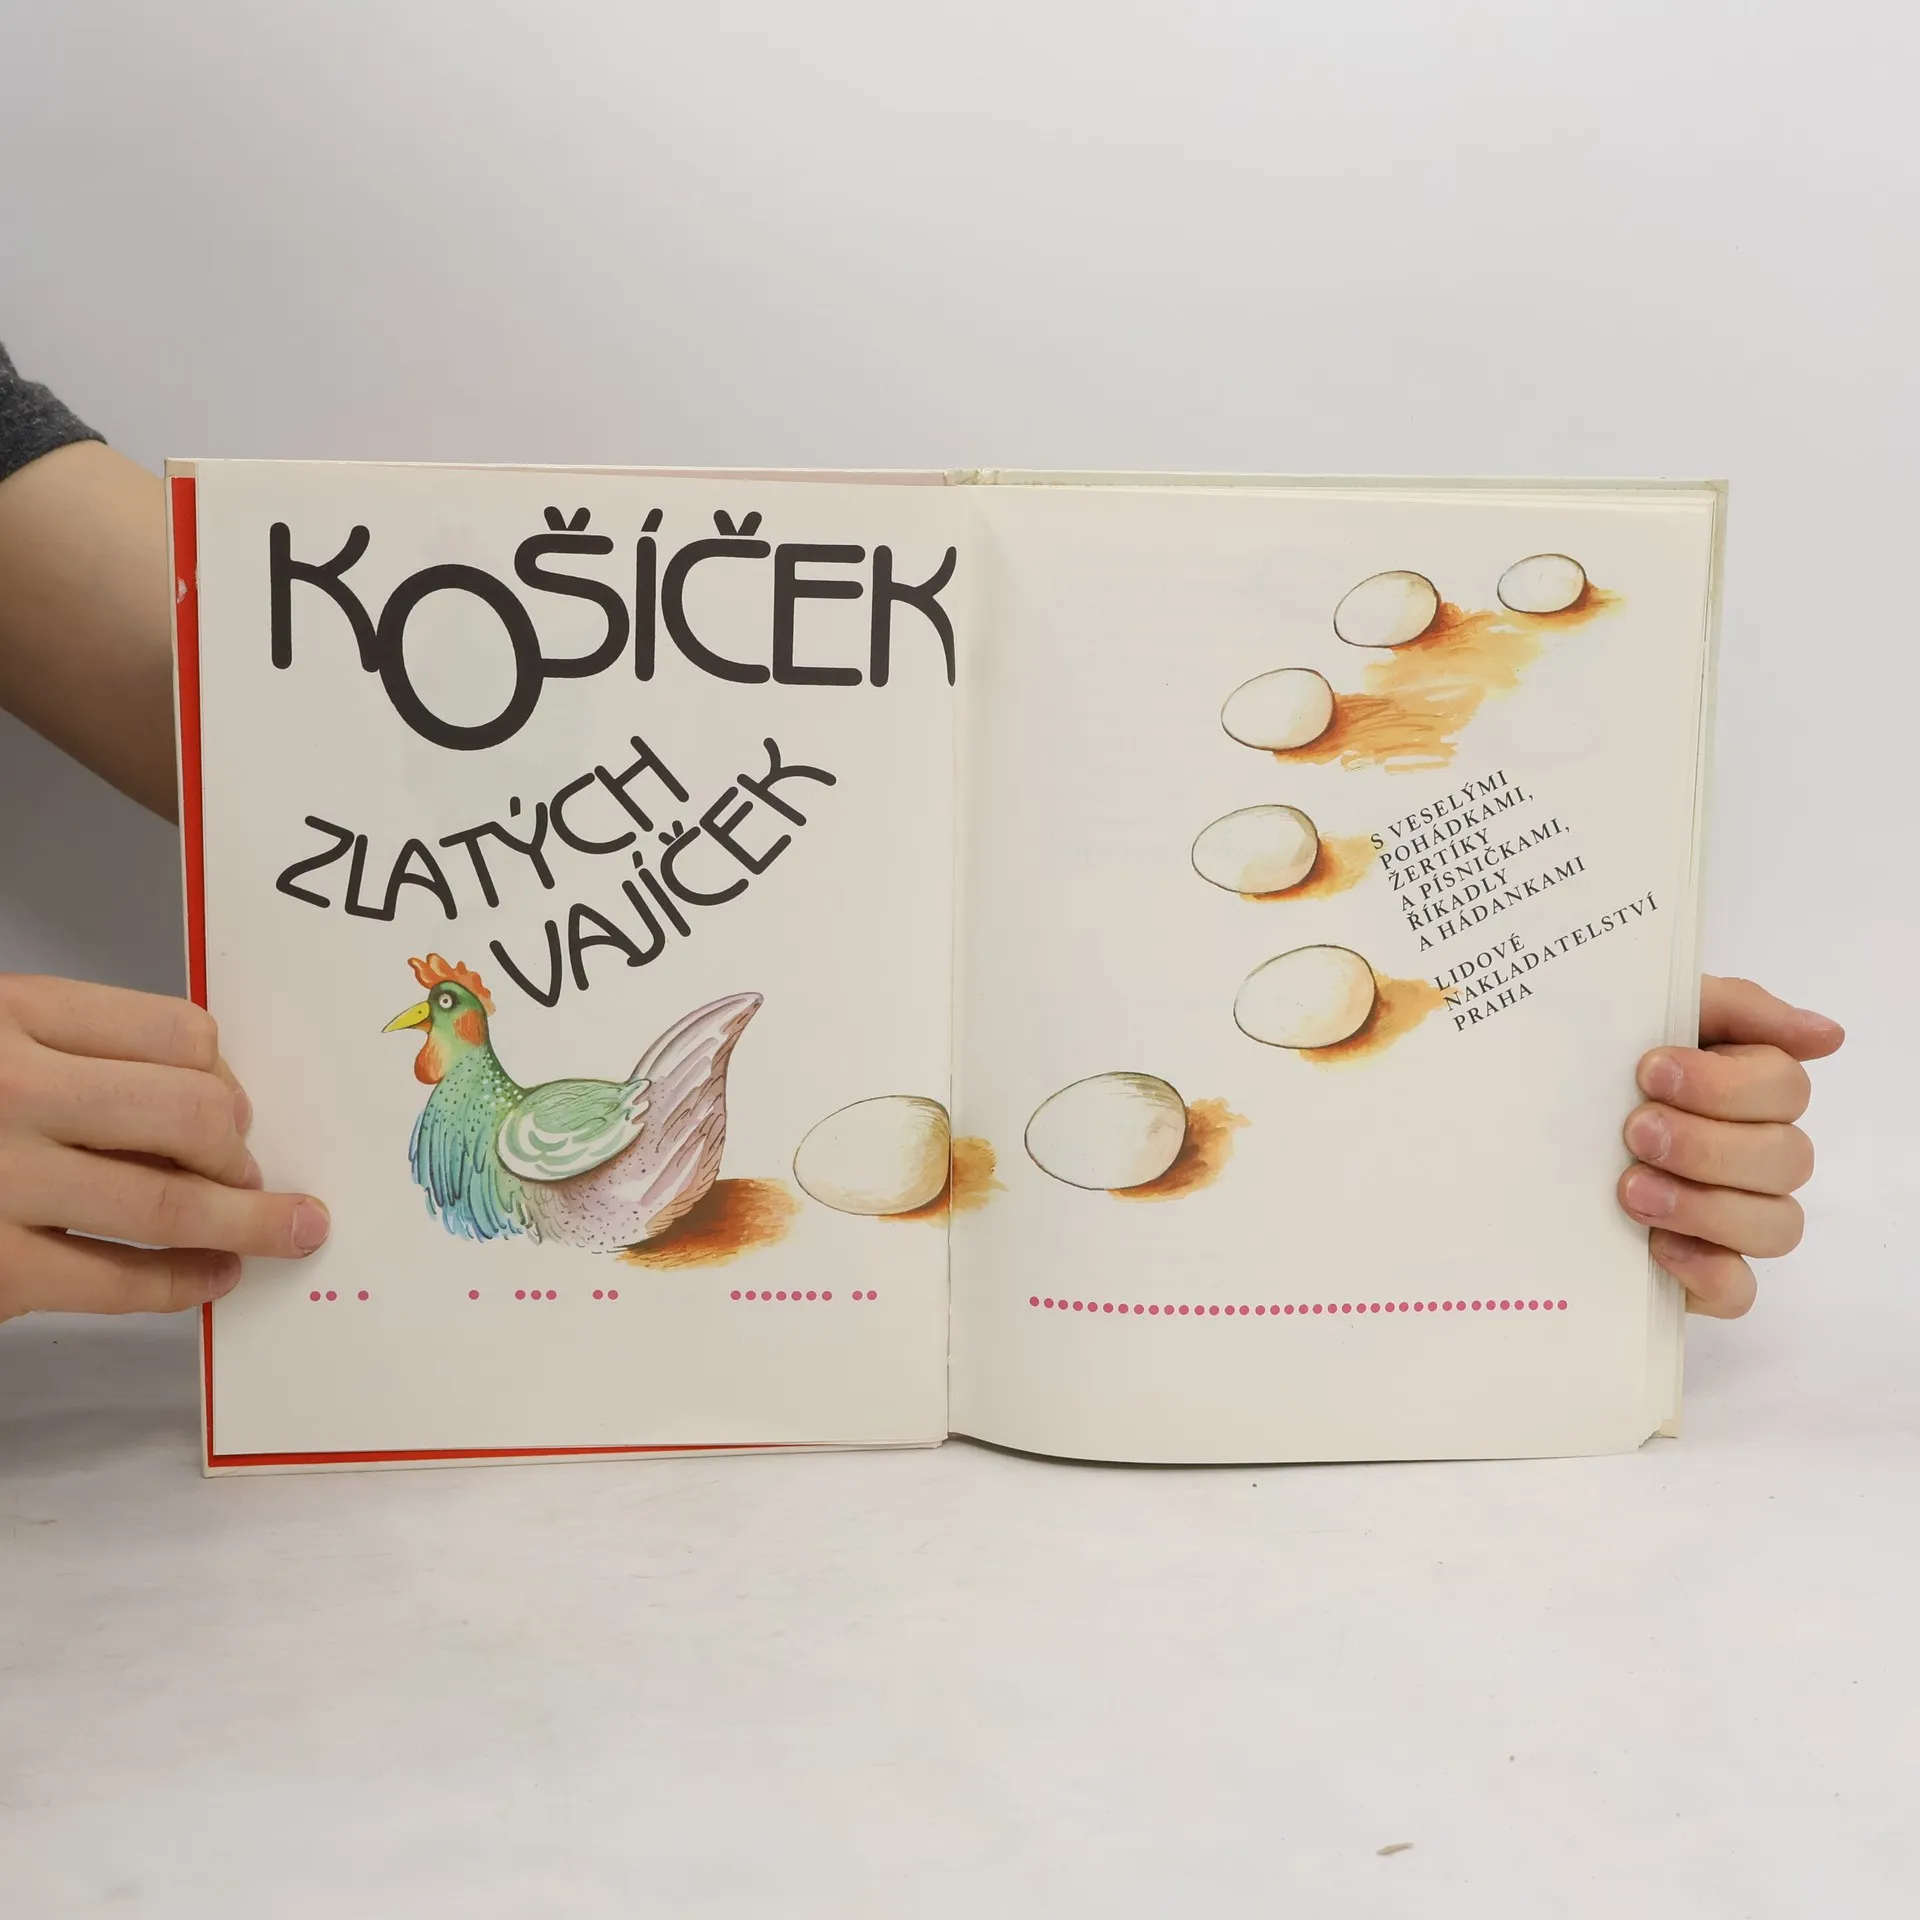 KOŠÍČEK
ZLATÝCH
VAJÍČEK
S VESELÝMI
POHÁDKAMI,
ŽERTÍKY
A PÍSNIČKAMI,
ŘÍKADLY
A HÁDANKAMI
LIDOVÉ
NAKLADATELSTVÍ
PRAHA